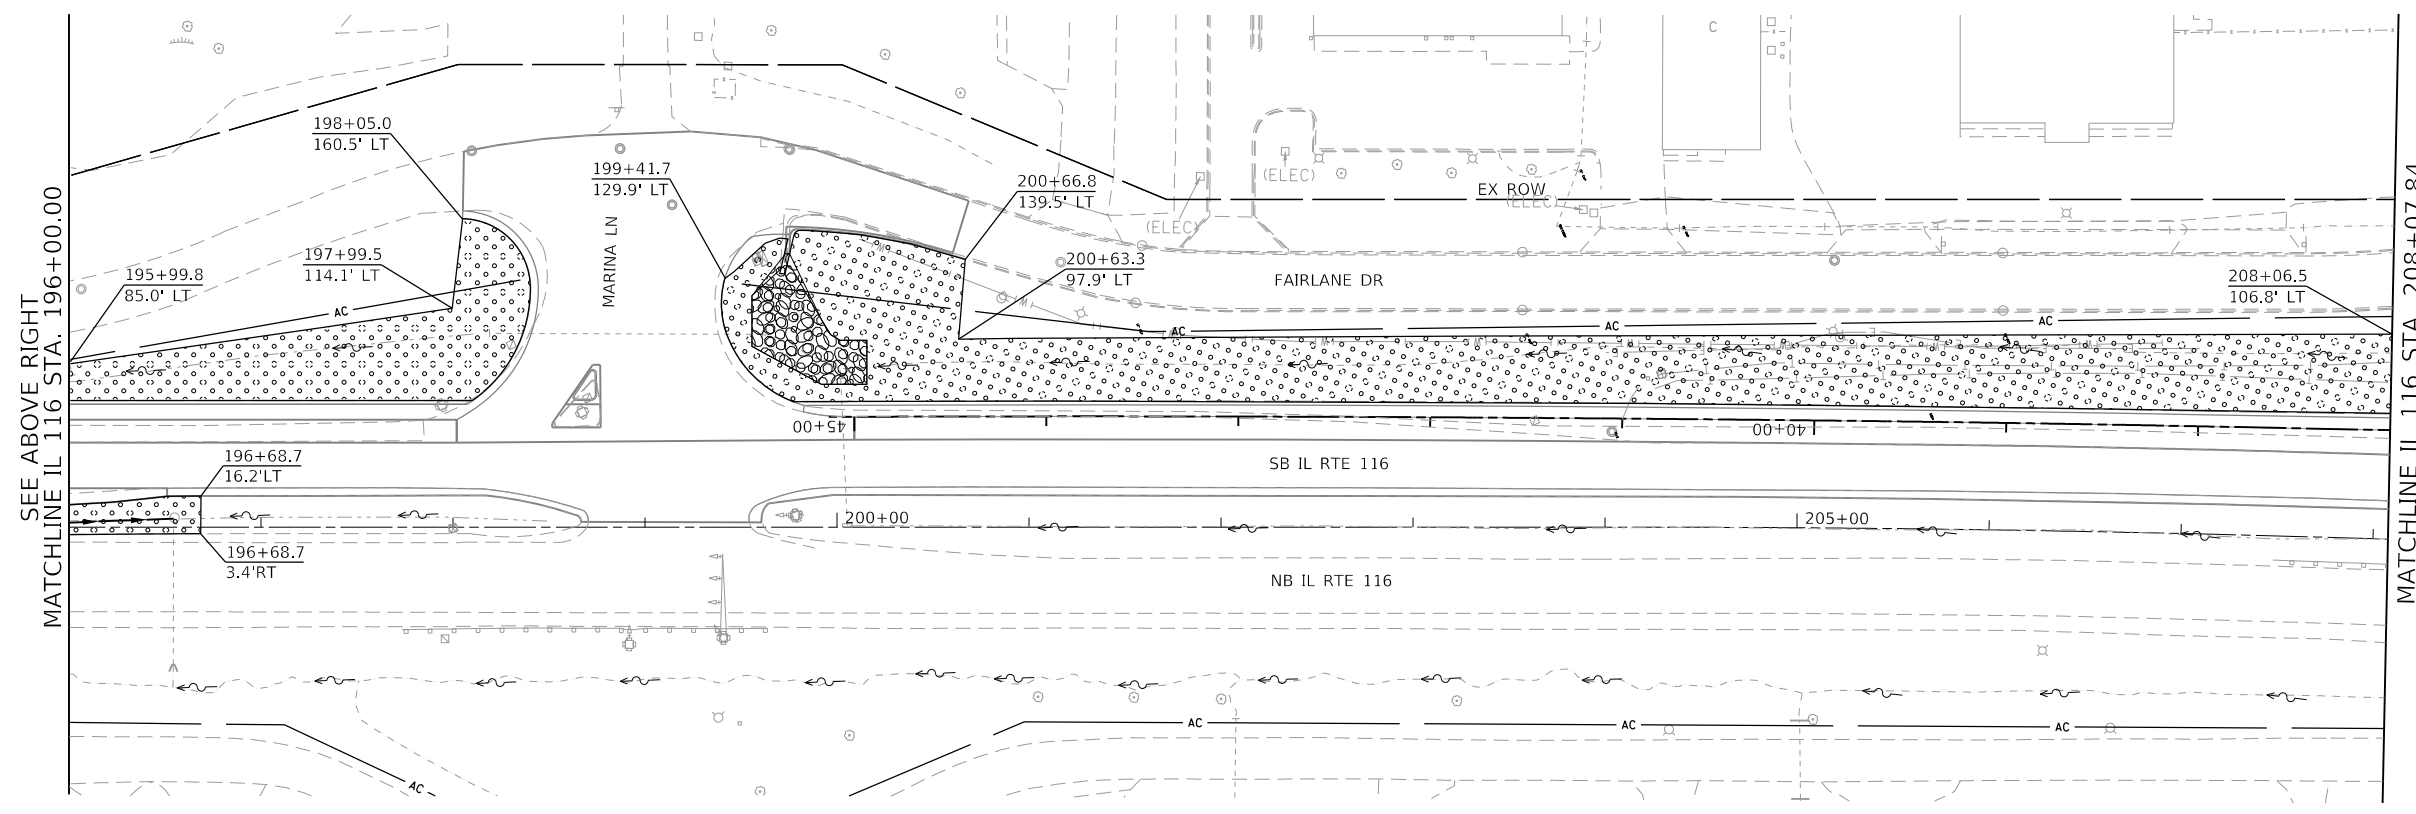 198+05.0
160.5' LT
199+41.7
129.9' LT
200+66.8
139.5' LT
EX ROW
(ELEC)
(ELEC)
(ELEC)
C
197+99.5
114.1' LT
195+99.8
85.0' LT
MARINA LN
200+63.3
97.9' LT
FAIRLANE DR
208+06.5
106.8' LT
AC
AC
AC
AC
SEE ABOVE RIGHT
MATCHLINE IL 116 STA. 196+00.00
45+00
40+00
196+68.7
16.2'LT
SB IL RTE 116
200+00
205+00
196+68.7
3.4'RT
NB IL RTE 116
AC
AC
AC
AC
MATCHLINE IL 116 STA. 208+07.84